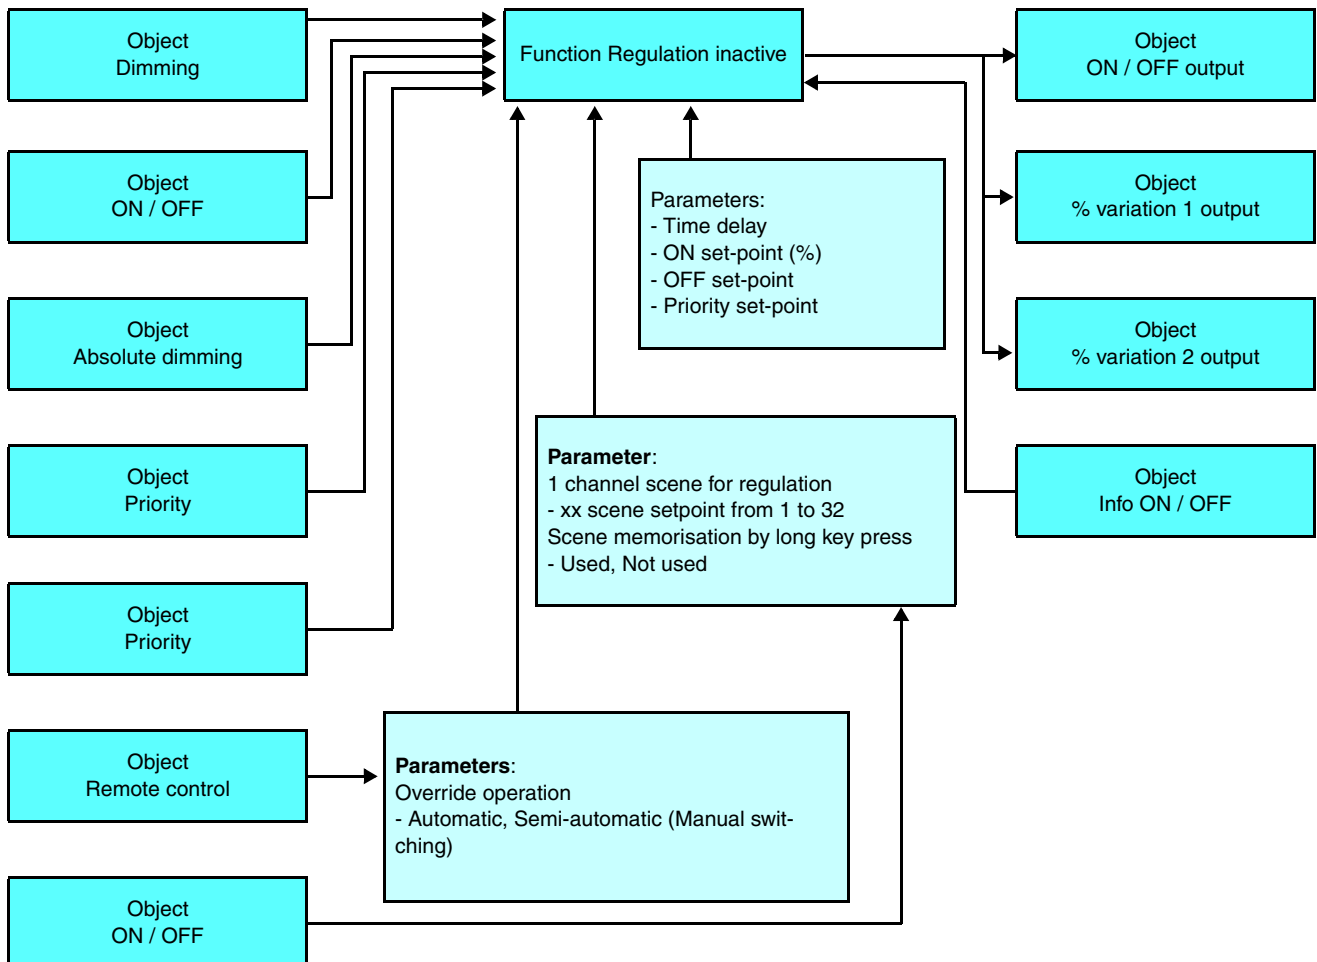 Object
Dimming
Function Regulation inactive
Object
ON / OFF output
Object
ON / OFF
Parameters:
- Time delay
- ON set-point (%)
- OFF set-point
- Priority set-point
Object
% variation 1 output
Object
Absolute dimming
Object
% variation 2 output
Object
Priority
Parameter:
1 channel scene for regulation
- xx scene setpoint from 1 to 32
Scene memorisation by long key press
- Used, Not used
Object
Info ON / OFF
Object
Priority
Object
Remote control
Parameters:
Override operation
- Automatic, Semi-automatic (Manual swit-
ching)
Object
ON / OFF